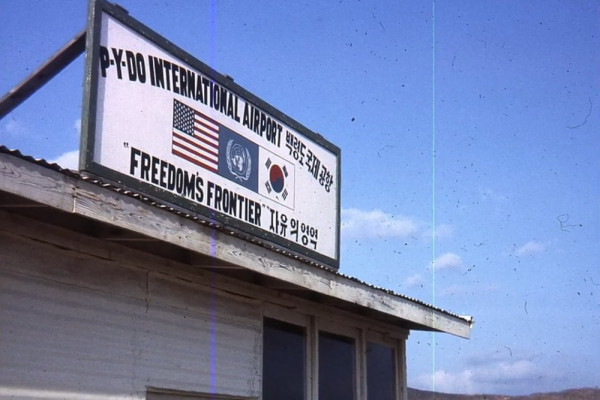 P-Y-DO INTERNATIONAL AIRPORT 백령도 국제공항
"FREEDOM'S FRONTIER" 자유의 영역